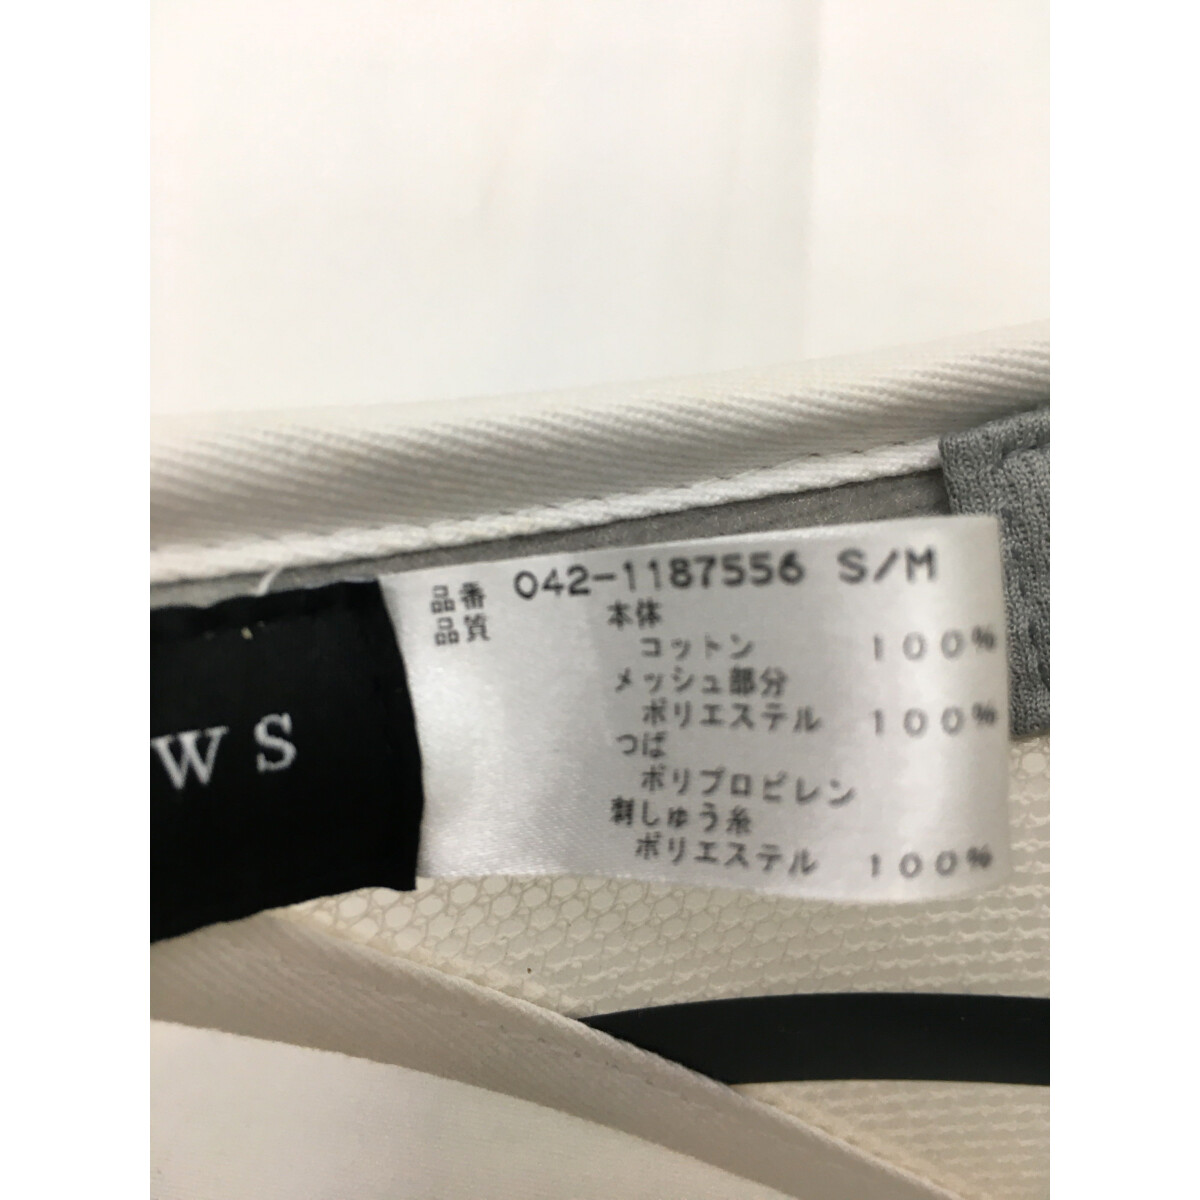 品番 042-1187556 S/M
品質 本体
コットン 100%
メッシュ部分
ポリエステル 100%
つば
ポリプロピレン
刺しゅう糸
ポリエステル 100%
WS